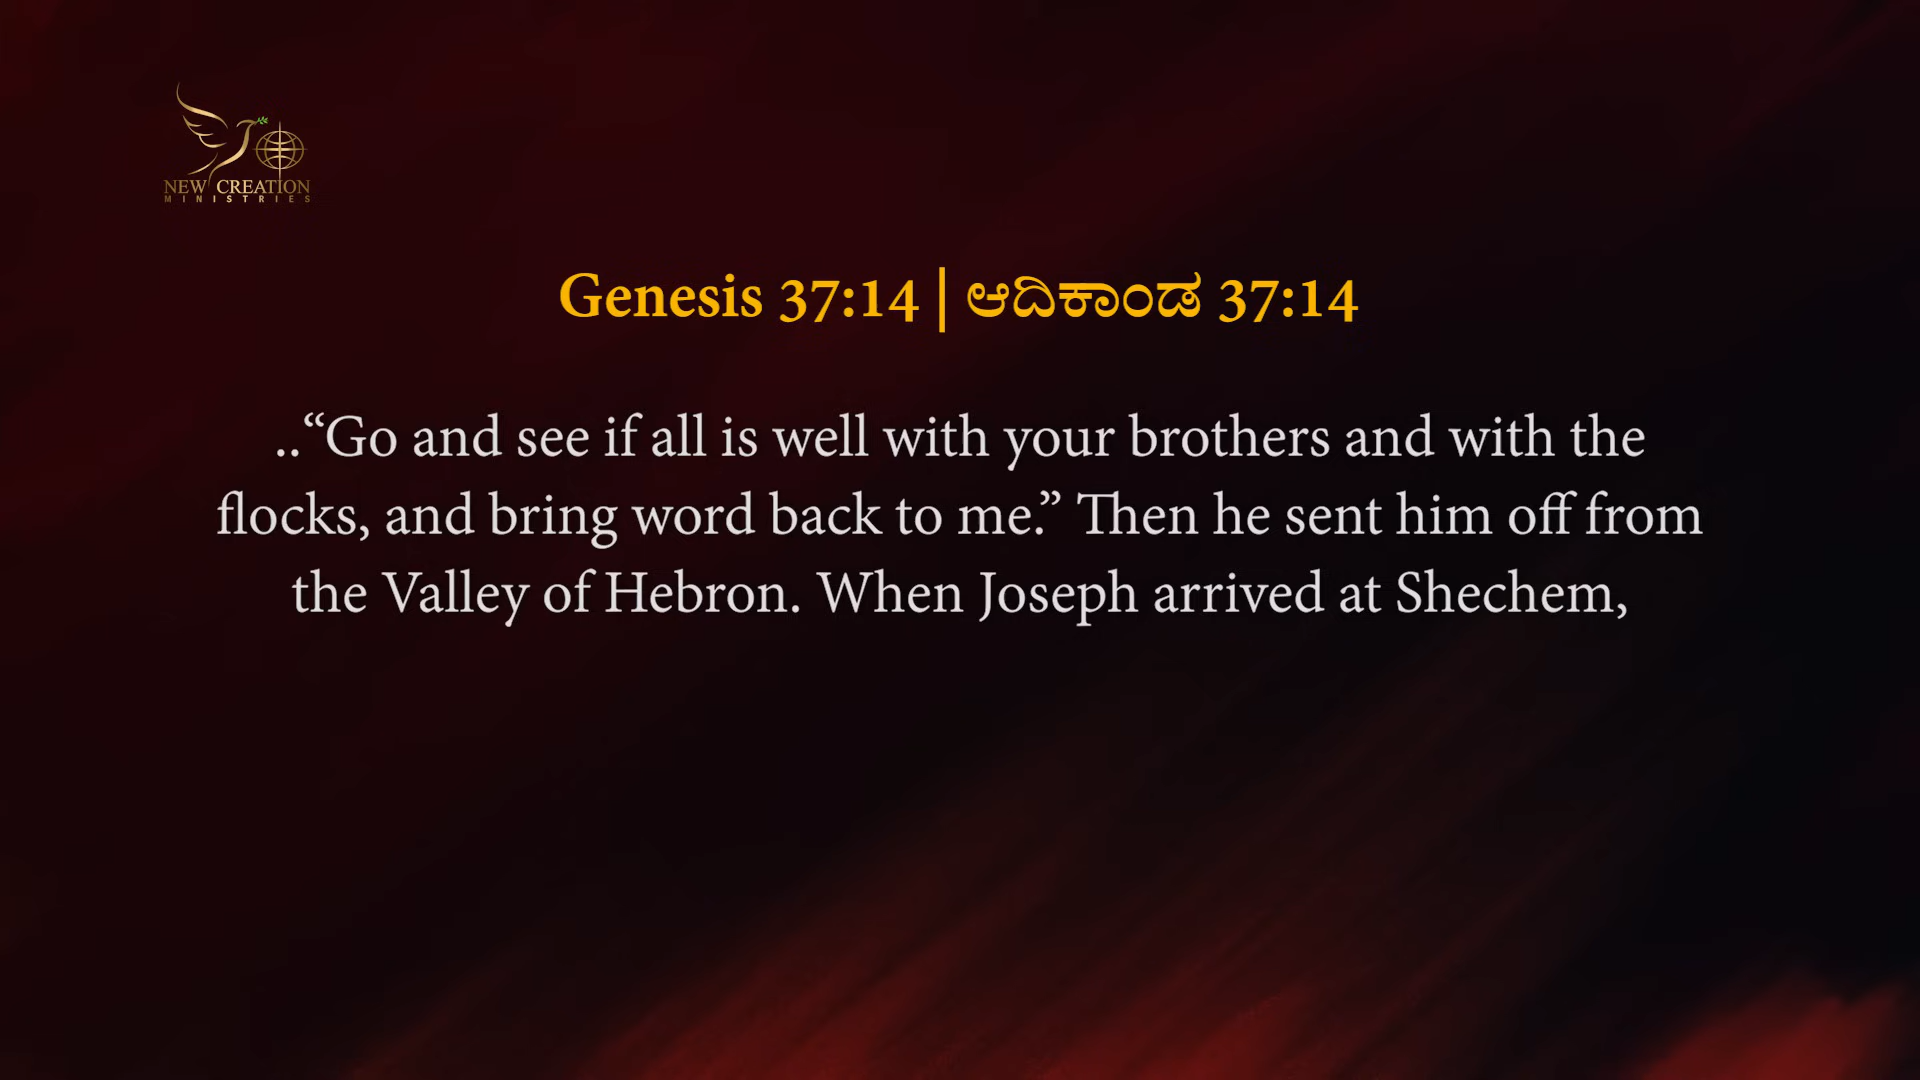 NEW CREATION
MINISTRIES
Genesis 37:14 | ಆದಿಕಾಂಡ 37:14
..“Go and see if all is well with your brothers and with the
flocks, and bring word back to me.” Then he sent him off from
the Valley of Hebron. When Joseph arrived at Shechem,